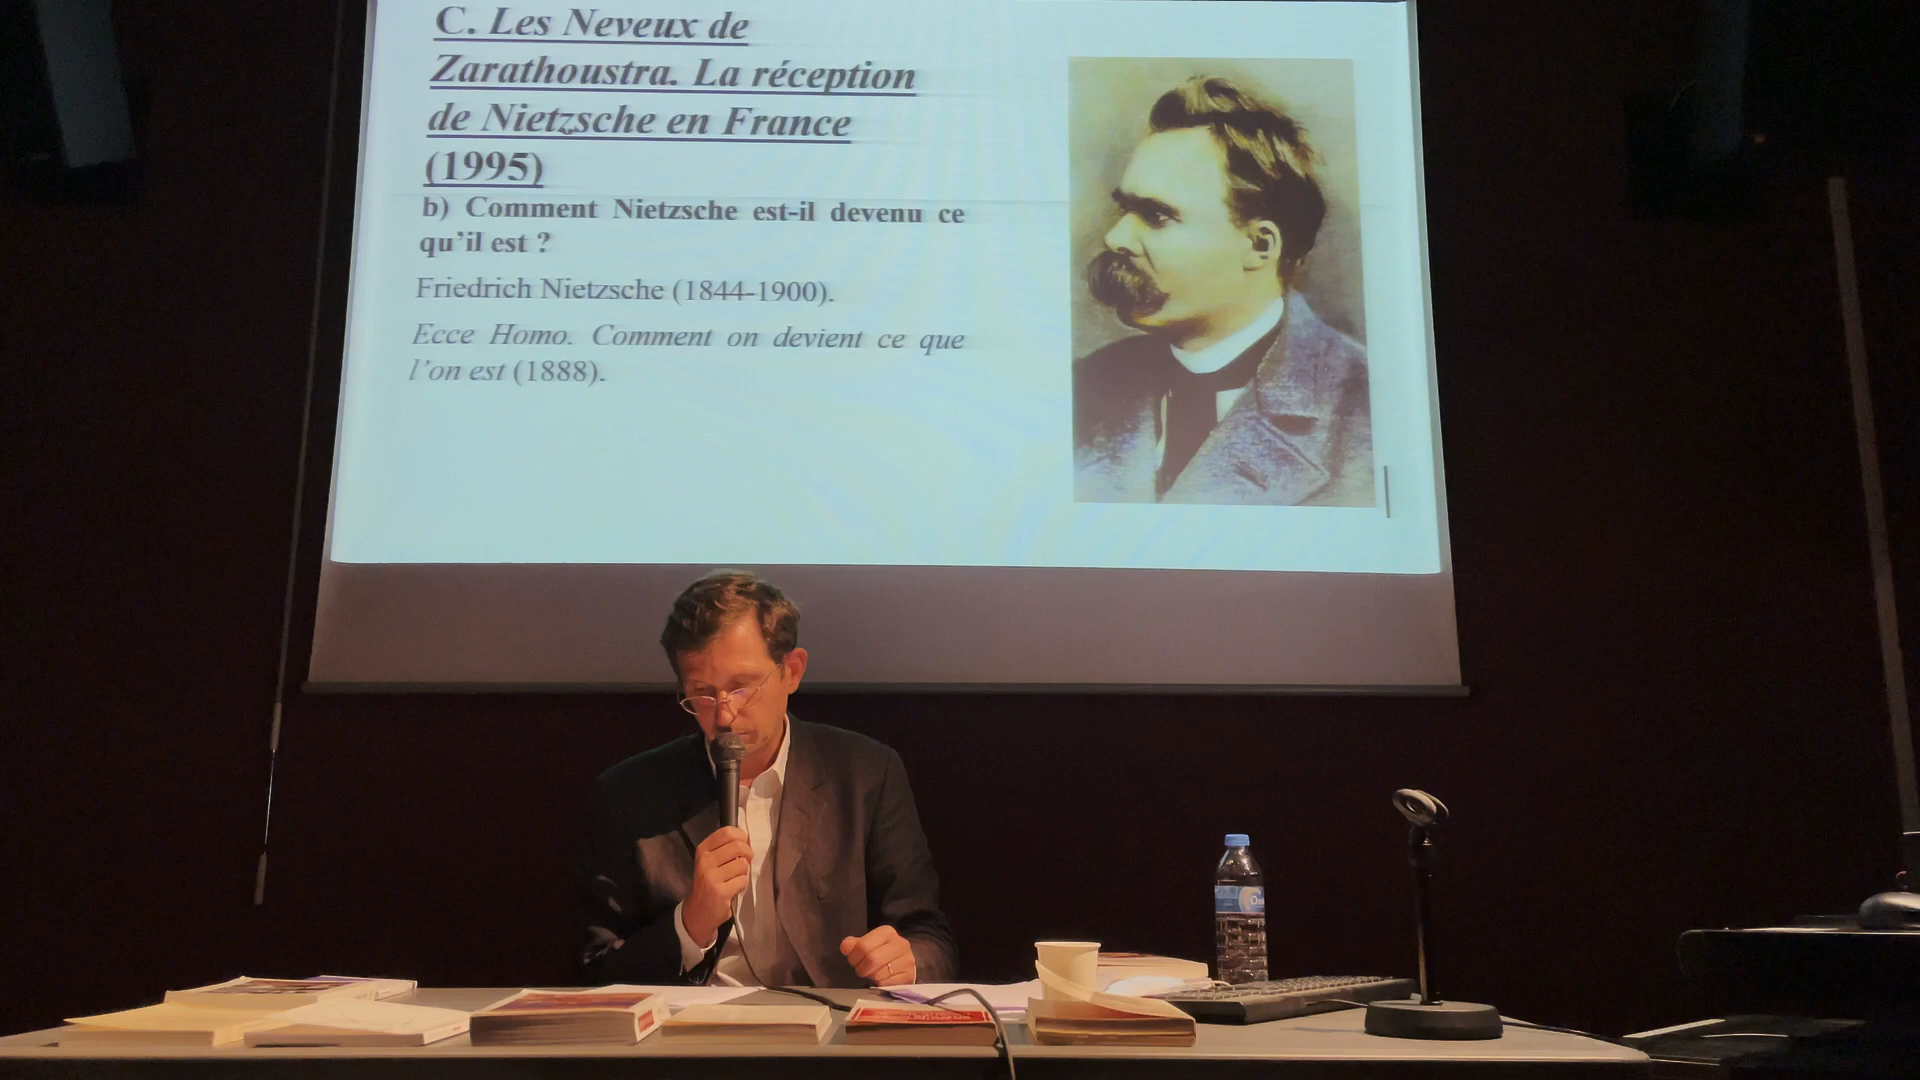 C. Les Neveux de
Zarathoustra. La réception
de Nietzsche en France
(1995)
b) Comment Nietzsche est-il devenu ce
qu’il est ?
Friedrich Nietzsche (1844-1900).
Ecce Homo. Comment on devient ce que
l’on est (1888).